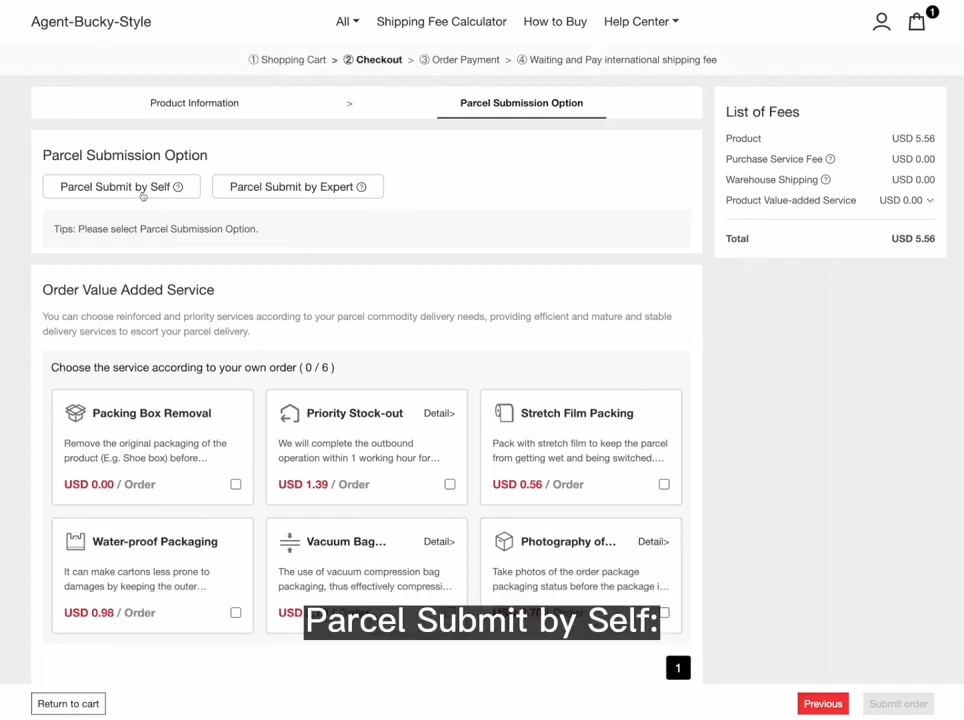 Agent-Bucky-Style
All
Shipping Fee Calculator
How to Buy
Help Center
1
① Shopping Cart > ② Checkout > ③ Order Payment > ④ Waiting and Pay international shipping fee
Product Information
>
Parcel Submission Option
Parcel Submission Option
Parcel Submit by Self
Parcel Submit by Expert
Tips: Please select Parcel Submission Option.
List of Fees
Product USD 5.56
Purchase Service Fee USD 0.00
Warehouse Shipping USD 0.00
Product Value-added Service USD 0.00
Total USD 5.56
Order Value Added Service
You can choose reinforced and priority services according to your parcel commodity delivery needs, providing efficient and mature and stable
delivery services to escort your parcel delivery.
Choose the service according to your own order ( 0 / 6 )
Packing Box Removal
Remove the original packaging of the
product (E.g. Shoe box) before…
USD 0.00 / Order
Priority Stock-out Detail>
We will complete the outbound
operation within 1 working hour for…
USD 1.39 / Order
Stretch Film Packing
Pack with stretch film to keep the parcel
from getting wet and being switched.…
USD 0.56 / Order
Water-proof Packaging
It can make cartons less prone to
damages by keeping the outer…
USD 0.98 / Order
Vacuum Bag… Detail>
The use of vacuum compression bag
packaging, thus effectively compressi…
USD
Photography of… Detail>
Take photos of the order package
packaging status before the package i…
Parcel Submit by Self:
1
Return to cart
Previous
Submit order